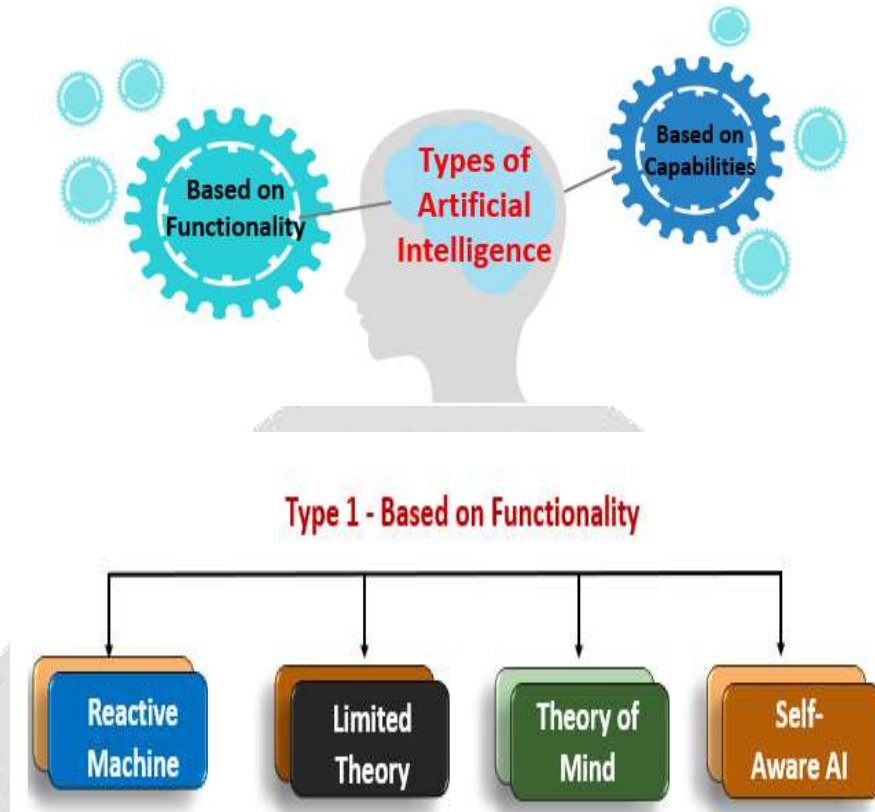 Based on
Functionality
Types of
Artificial
Intelligence
Based on
Capabilities
Type 1 - Based on Functionality
Reactive
Machine
Limited
Theory
Theory of
Mind
Self-
Aware AI